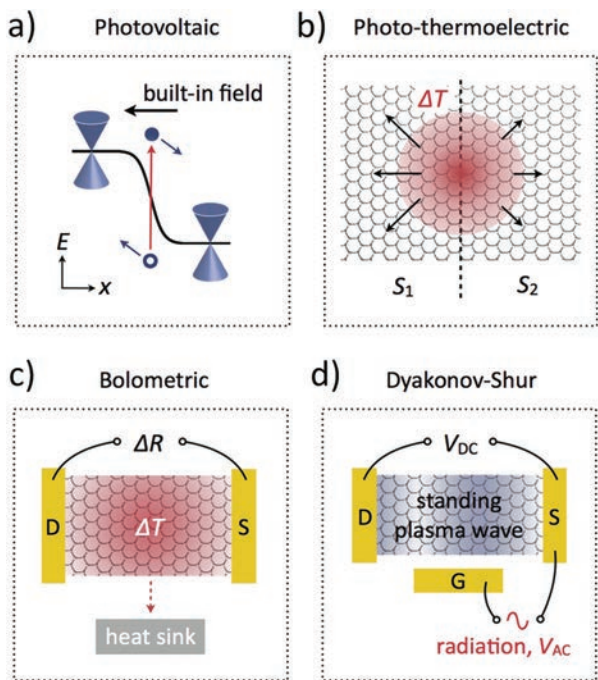 a) Photovoltaic
built-in field
E
x
b) Photo-thermoelectric
ΔT
S1 S2
c) Bolometric
ΔR
D ΔT S
heat sink
d) Dyakonov-Shur
VDC
D standing plasma wave S
G
radiation, VAC